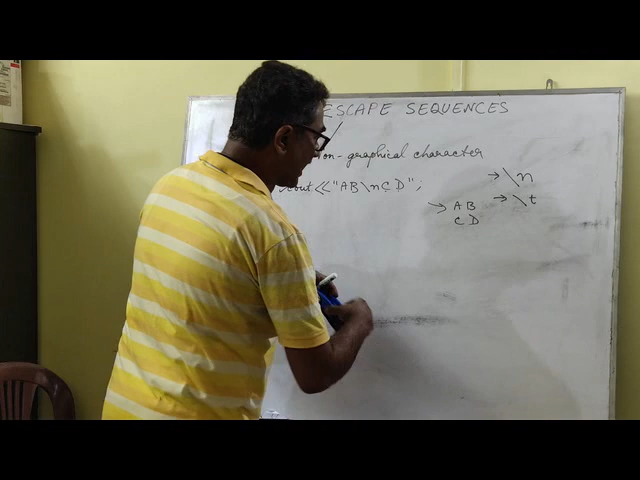 ESCAPE SEQUENCES
non-graphical character
cout<<"AB\nCD";
→ \n
→ \t
→ AB
CD